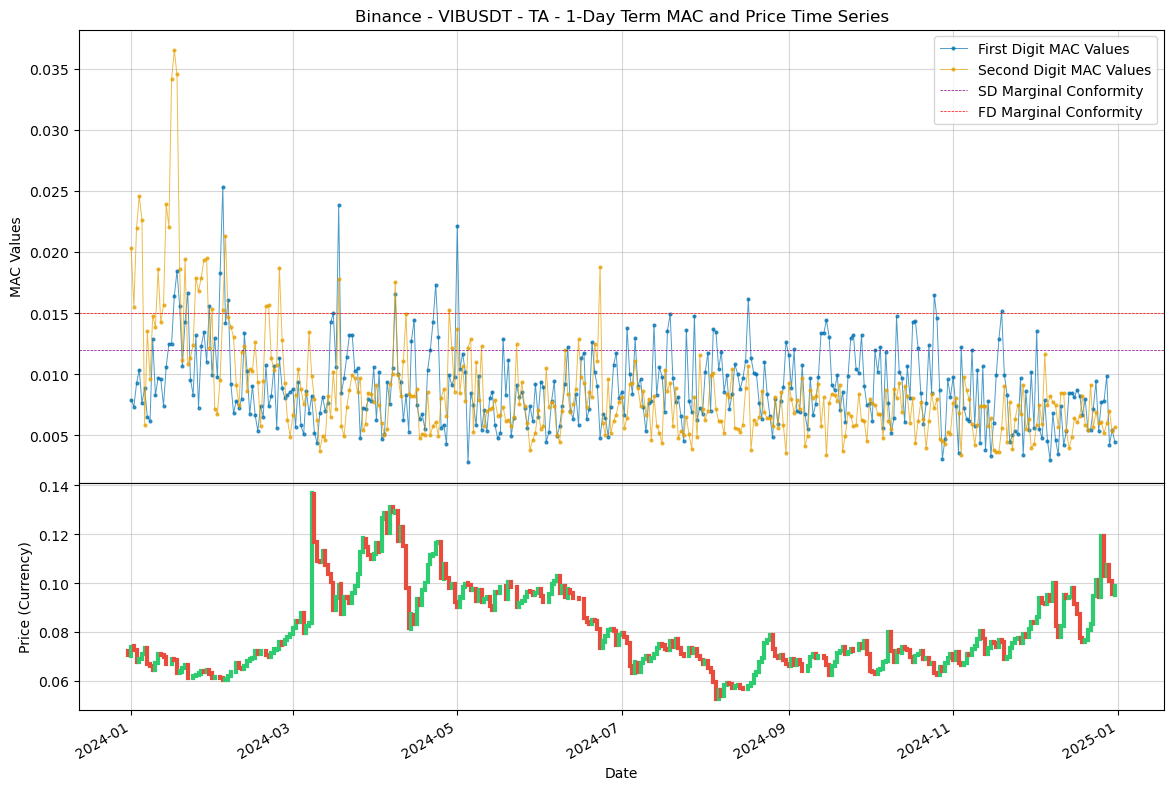 Binance - VIBUSDT - TA - 1-Day Term MAC and Price Time Series
First Digit MAC Values
Second Digit MAC Values
SD Marginal Conformity
FD Marginal Conformity
MAC Values
0.035
0.030
0.025
0.020
0.015
0.010
0.005
Price (Currency)
0.14
0.12
0.10
0.08
0.06
2024-01
2024-03
2024-05
2024-07
2024-09
2024-11
2025-01
Date